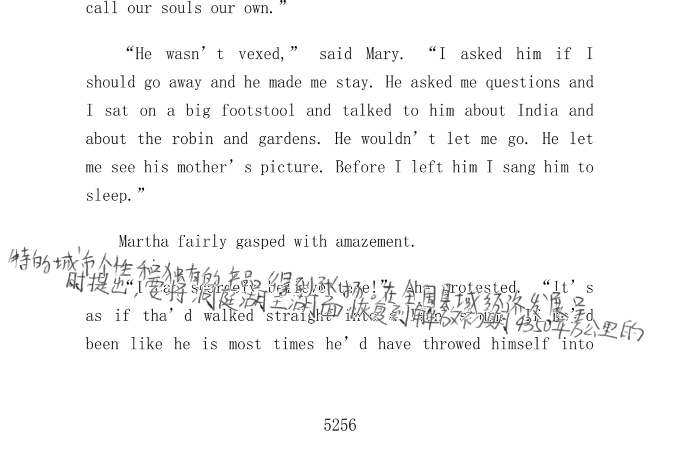 call our souls our own.”
“He wasn’t vexed,” said Mary. “I asked him if I
should go away and he made me stay. He asked me questions and
I sat on a big footstool and talked to him about India and
about the robin and gardens. He wouldn’t let me go. He let
me see his mother’s picture. Before I left him I sang him to
sleep.”
Martha fairly gasped with amazement.
特的城市个性和独有的产品,得到张扬。在全国县域经济发展呈
时提出,要将洞庭湖至湖面恢复到解放初期4350平方公里的
“I can scarcely believe thee!” she protested. “It’s
as if tha’d walked straight into a lion’s den. If he’d
been like he is most times he’d have throwed himself into
5256